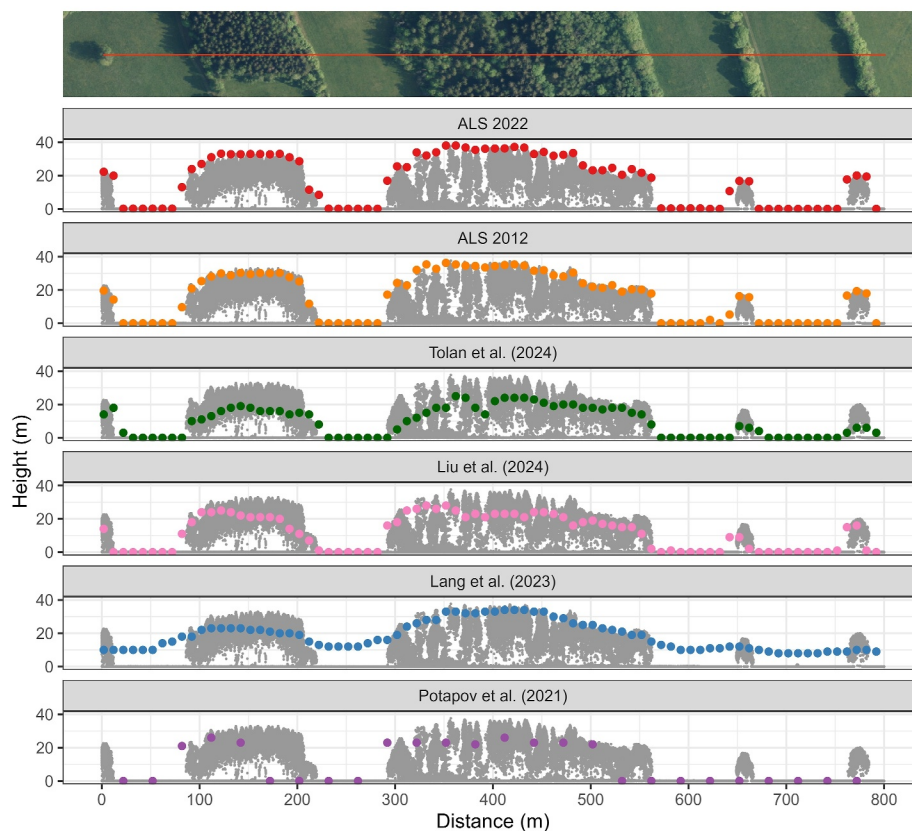 ALS 2022
40
20
0
ALS 2012
40
20
0
Tolan et al. (2024)
40
20
0
Liu et al. (2024)
40
20
0
Lang et al. (2023)
40
20
0
Potapov et al. (2021)
40
20
0
Height (m)
0 100 200 300 400 500 600 700 800
Distance (m)